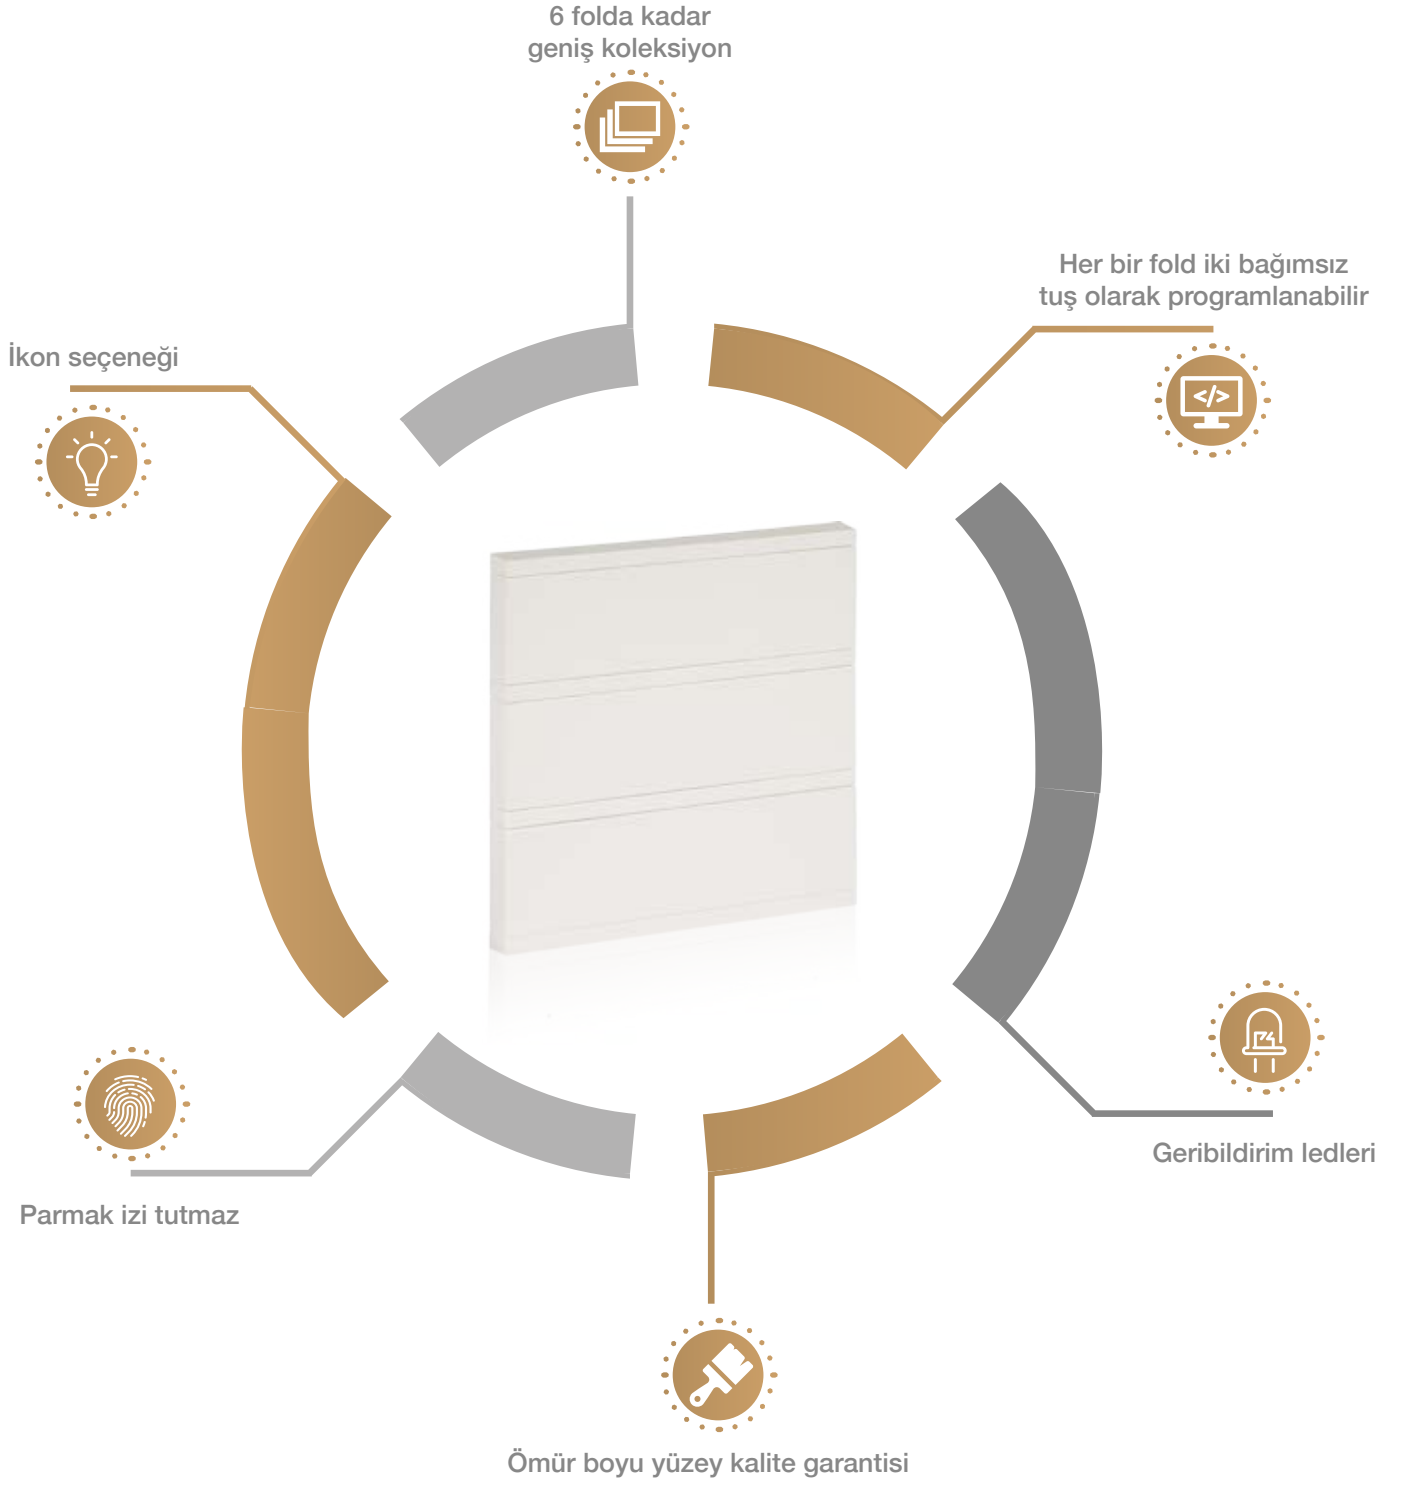 6 folda kadar
geniş koleksiyon
Her bir fold iki bağımsız
tuş olarak programlanabilir
İkon seçeneği
</>
Geribildirim ledleri
Parmak izi tutmaz
Ömür boyu yüzey kalite garantisi